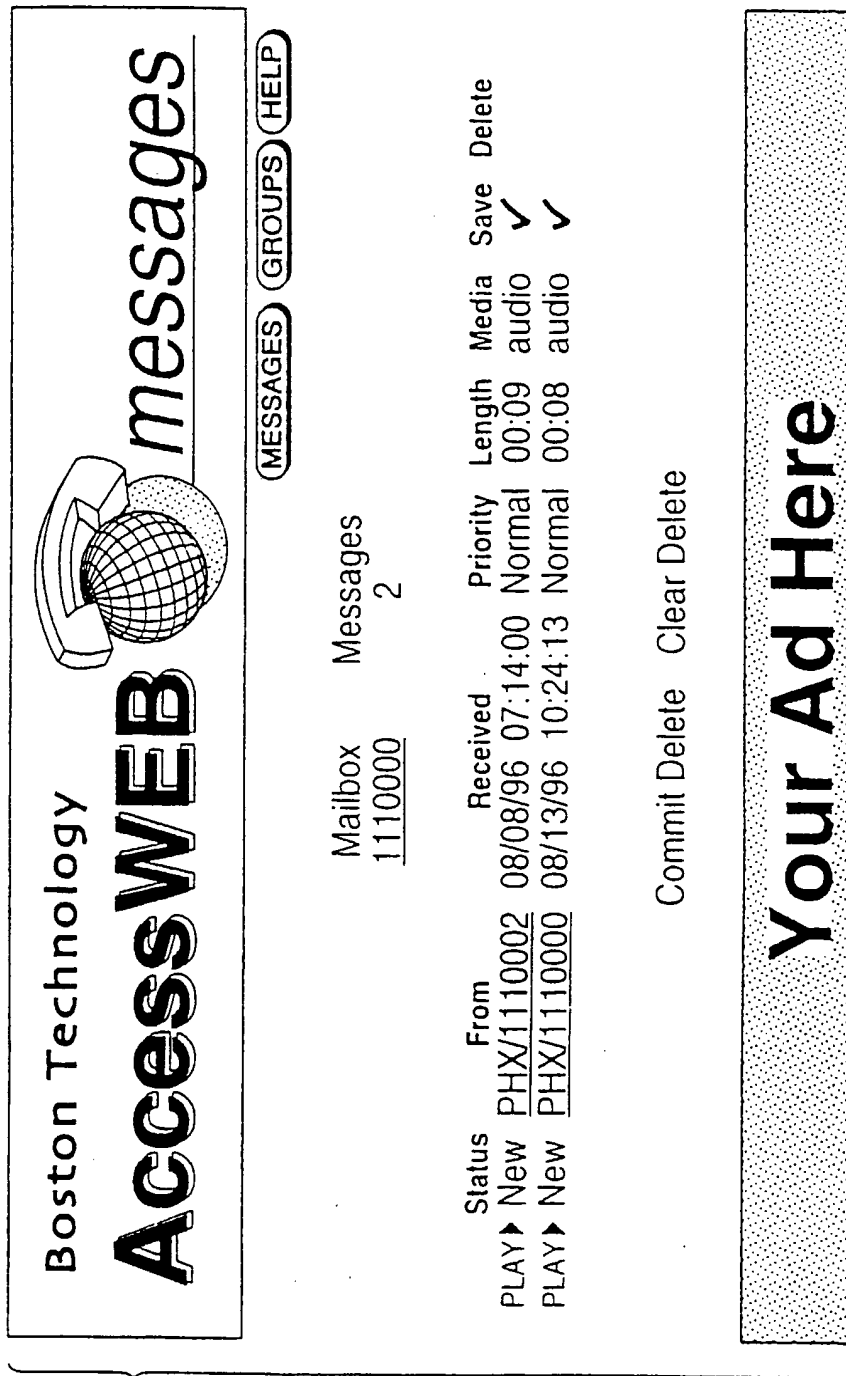 Boston Technology
AccessWEB messages
MESSAGES GROUPS HELP
Mailbox Messages
1110000 2
Status From Received Priority Length Media Save Delete
PLAY▶ New PHX/1110002 08/08/96 07:14:00 Normal 00:09 audio ✓
PLAY▶ New PHX/1110000 08/13/96 10:24:13 Normal 00:08 audio ✓
Commit Delete Clear Delete
Your Ad Here